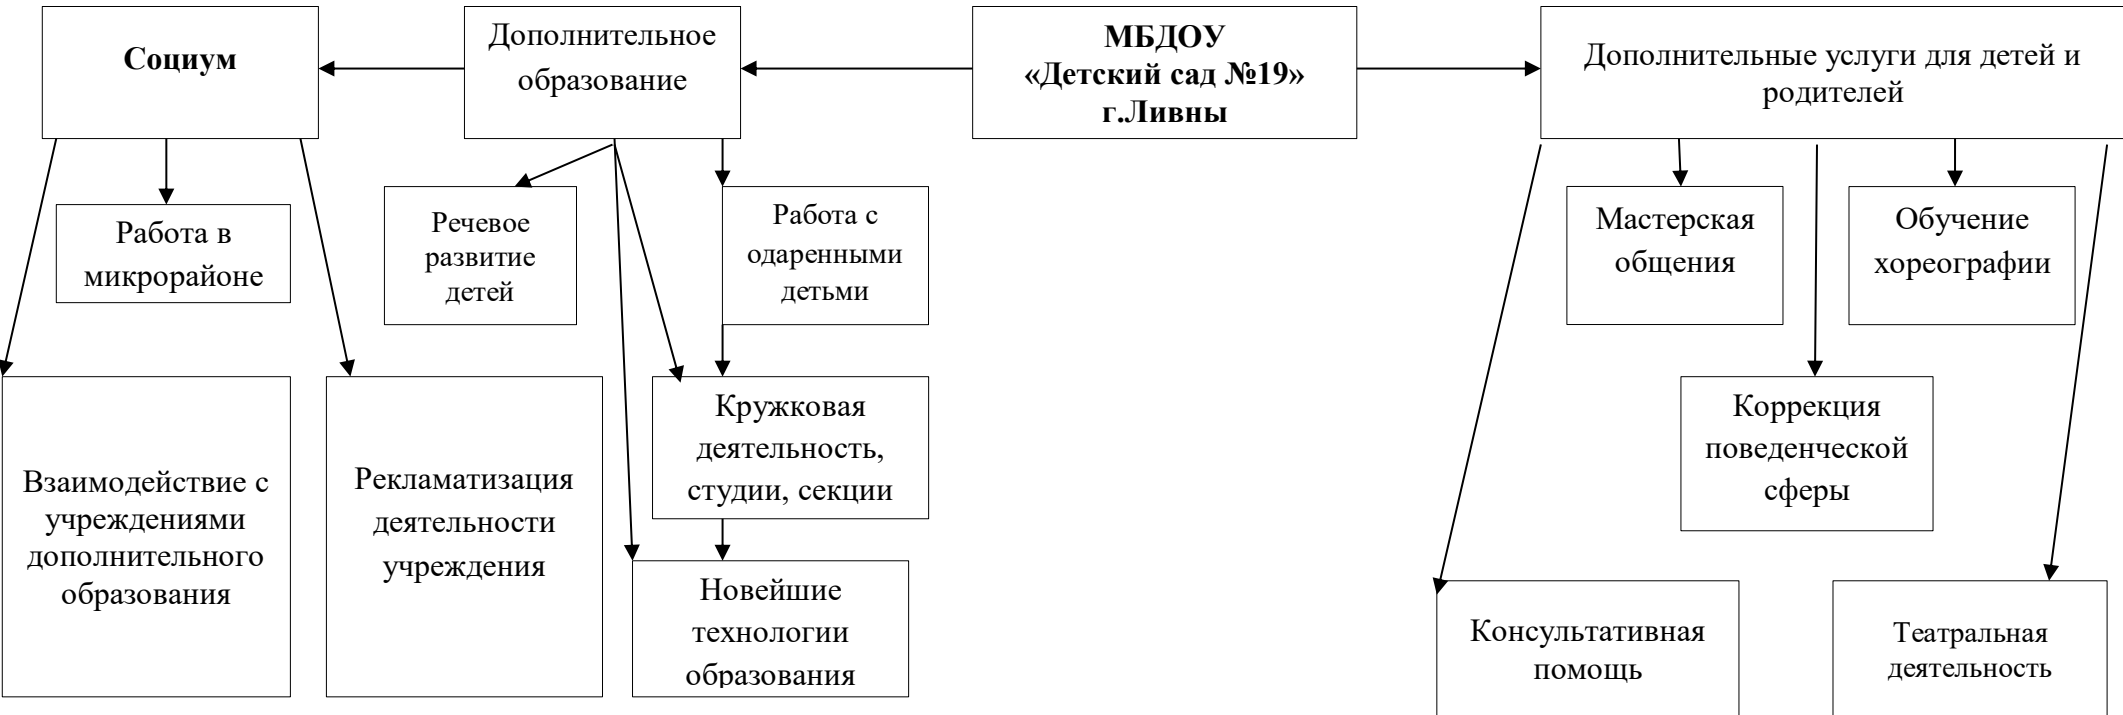 Социум
Дополнительное
образование
МБДОУ
«Детский сад №19»
г.Ливны
Дополнительные услуги для детей и
родителей
Работа в
микрорайоне
Речевое
развитие
детей
Работа с
одаренными
детьми
Мастерская
общения
Обучение
хореографии
Взаимодействие с
учреждениями
дополнительного
образования
Рекламатизация
деятельности
учреждения
Кружковая
деятельность,
студии, секции
Коррекция
поведенческой
сферы
Новейшие
технологии
образования
Консультативная
помощь
Театральная
деятельность